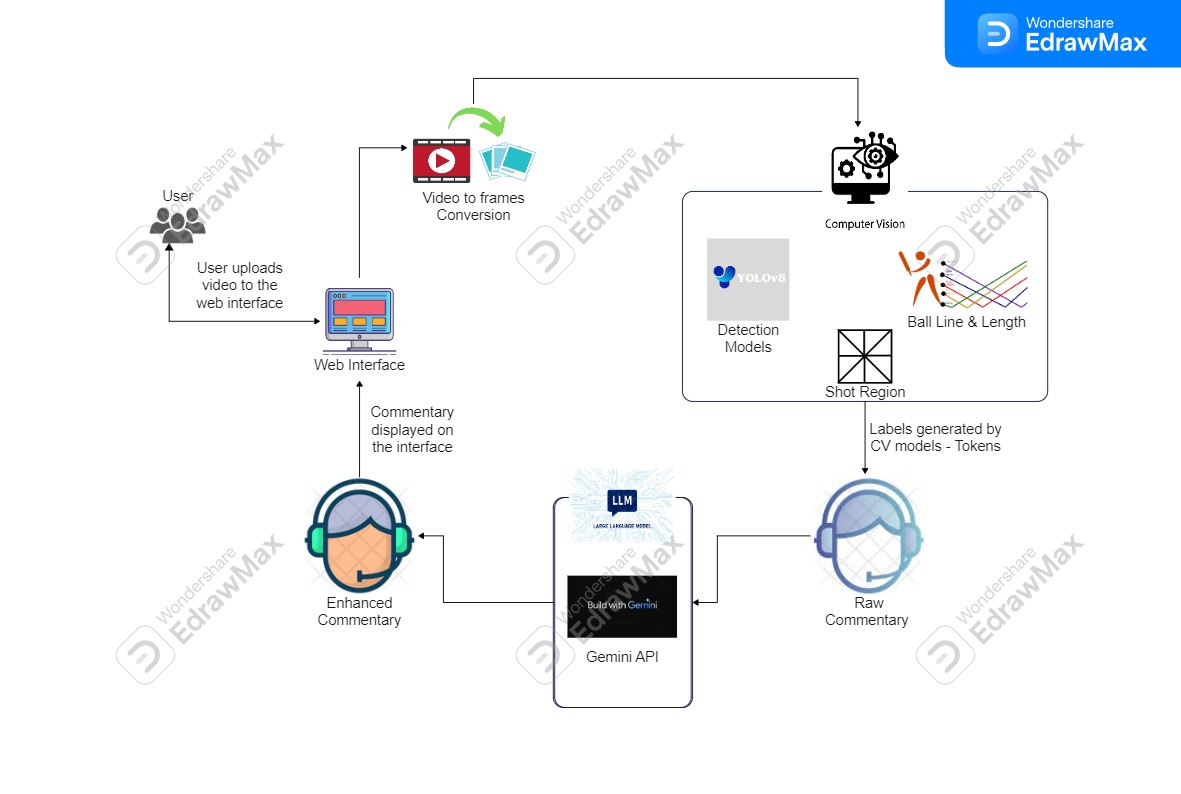 Wondershare
EdrawMax
User
User uploads
video to the
web interface
Video to frames
Conversion
Computer Vision
YOLOv8
Detection
Models
Ball Line & Length
Shot Region
Web Interface
Commentary
displayed on
the interface
Labels generated by
CV models - Tokens
LLM
LARGE LANGUAGE MODEL
Build with Gemini
Gemini API
Enhanced
Commentary
Raw
Commentary
Wondershare
EdrawMax
Wondershare
EdrawMax
Wondershare
EdrawMax
Wondershare
EdrawMax
Wondershare
EdrawMax
Wondershare
EdrawMax